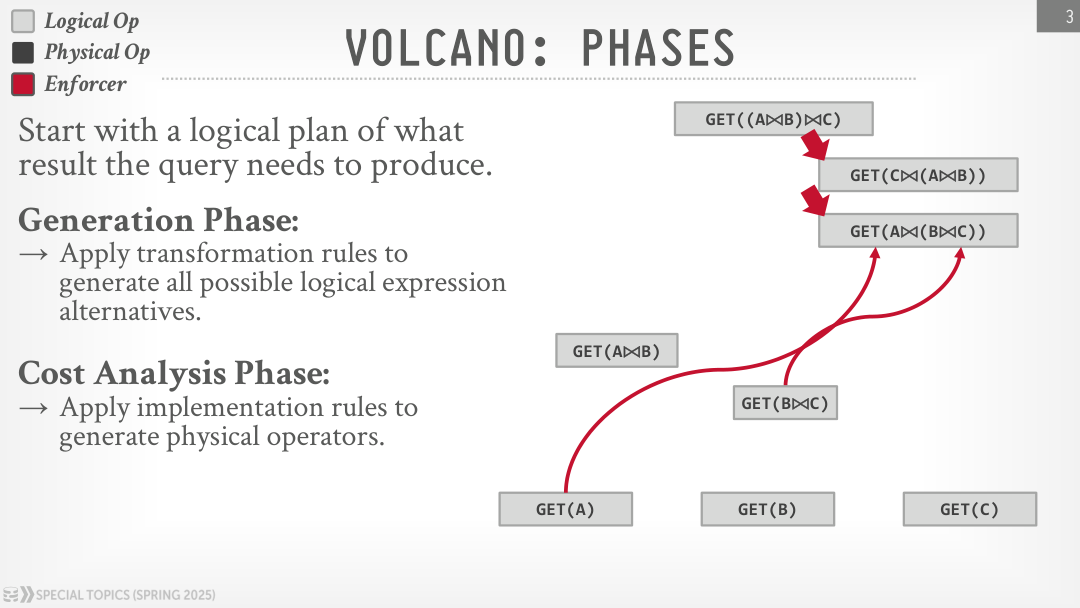 3
Logical Op
Physical Op
Enforcer
VOLCANO: PHASES
Start with a logical plan of what
result the query needs to produce.
Generation Phase:
→ Apply transformation rules to
generate all possible logical expression
alternatives.
Cost Analysis Phase:
→ Apply implementation rules to
generate physical operators.
GET((A⋈B)⋈C)
GET(C⋈(A⋈B))
GET(A⋈(B⋈C))
GET(A⋈B)
GET(B⋈C)
GET(A)
GET(B)
GET(C)
SPECIAL TOPICS (SPRING 2025)